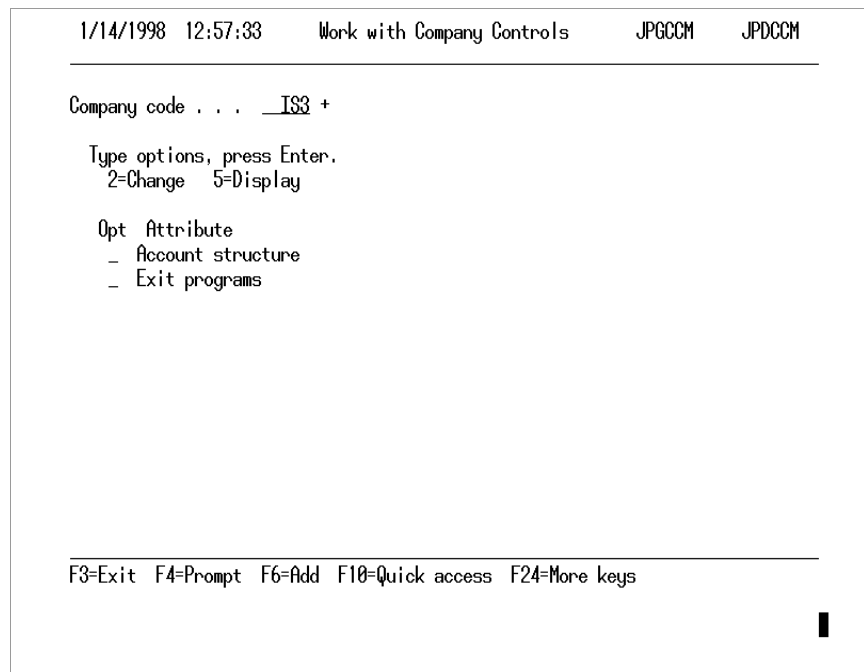 1/14/1998 12:57:33 Work with Company Controls JPGCCM JPDCCM
Company code . . . IS3 +
Type options, press Enter.
2=Change 5=Display
Opt Attribute
_ Account structure
_ Exit programs
F3=Exit F4=Prompt F6=Add F10=Quick access F24=More keys